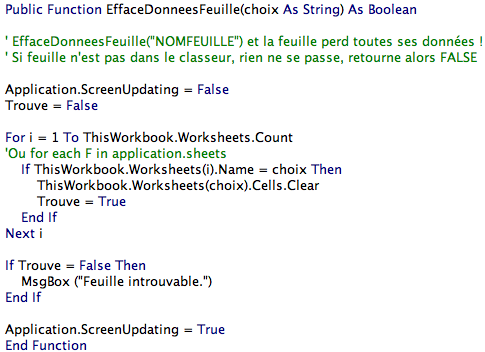 Public Function EffaceDonneesFeuille(choix As String) As Boolean
' EffaceDonneesFeuille("NOMFEUILLE") et la feuille perd toutes ses données !
' Si feuille n'est pas dans le classeur, rien ne se passe, retourne alors FALSE
Application.ScreenUpdating = False
Trouve = False
For i = 1 To ThisWorkbook.Worksheets.Count
'Ou for each F in application.sheets
If ThisWorkbook.Worksheets(i).Name = choix Then
ThisWorkbook.Worksheets(choix).Cells.Clear
Trouve = True
End If
Next i
If Trouve = False Then
MsgBox ("Feuille introuvable.")
End If
Application.ScreenUpdating = True
End Function